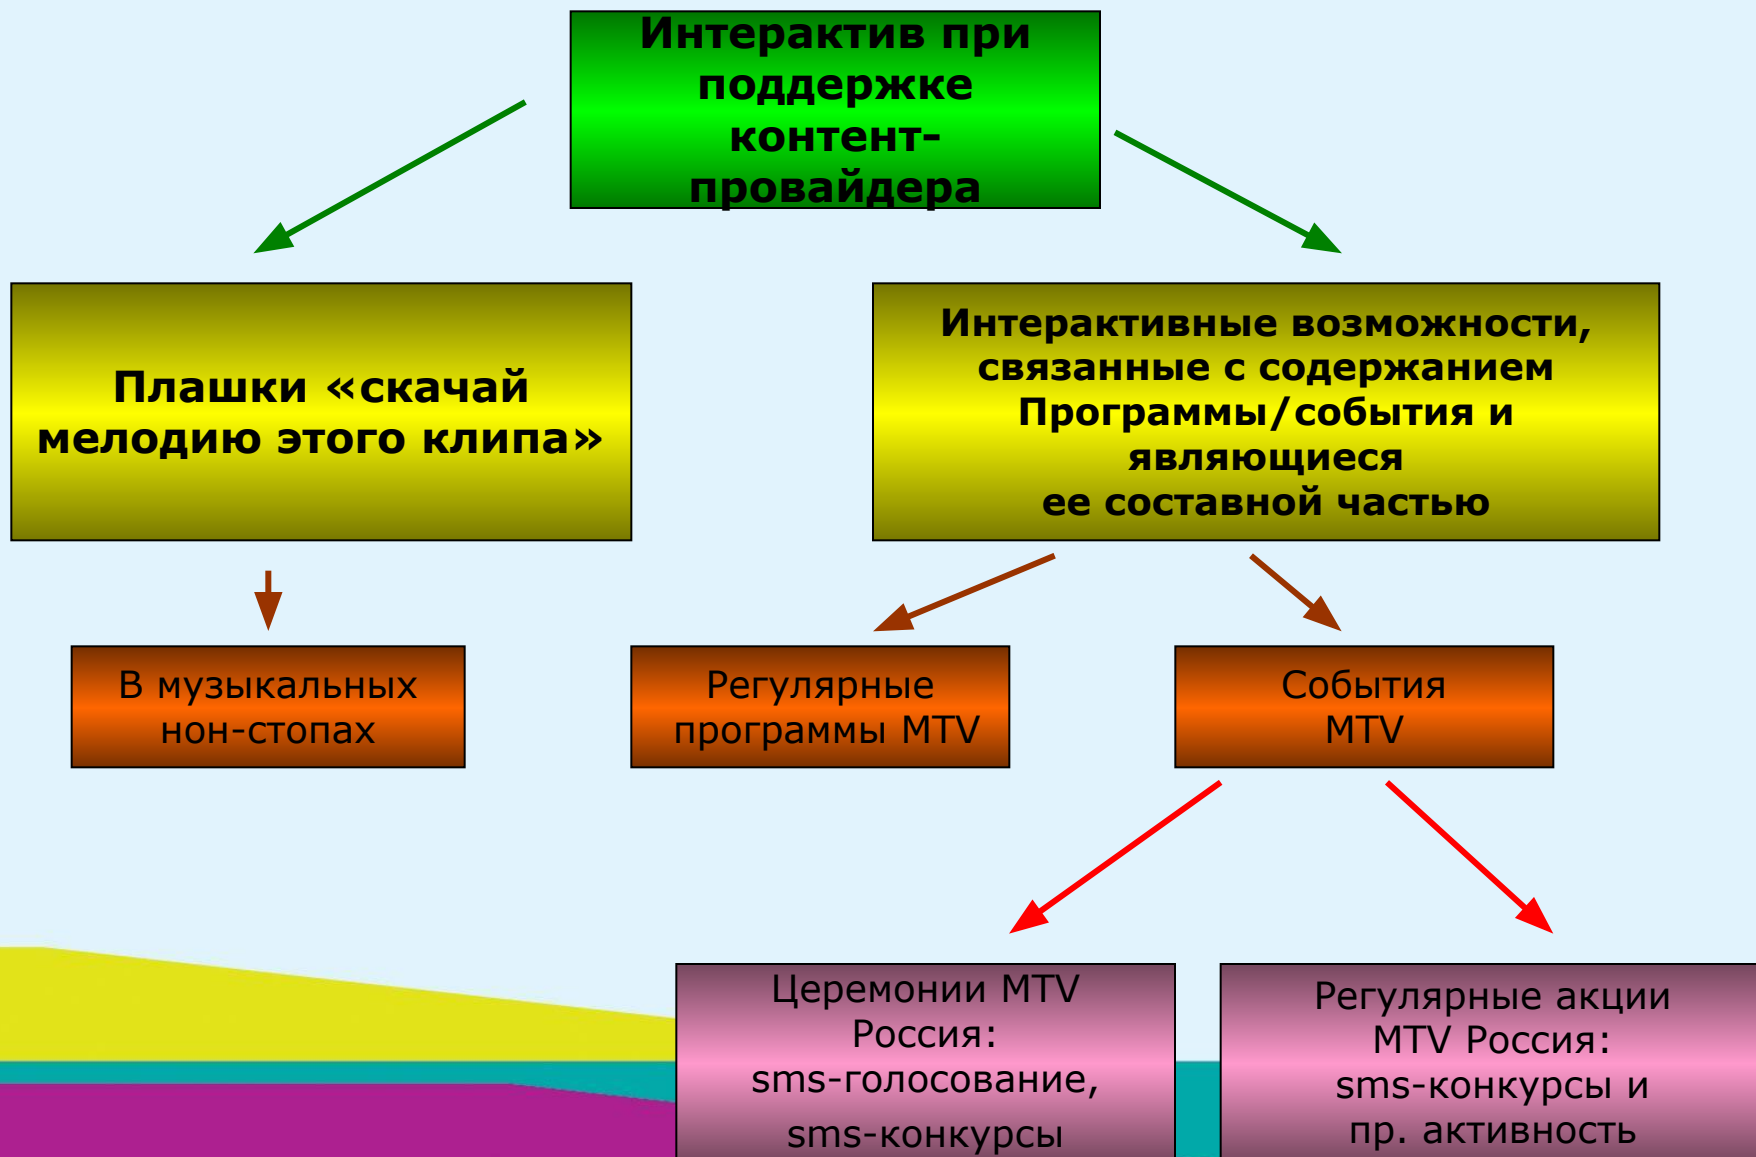 Интерактив при
поддержке
контент-
провайдера
Плашки «скачай
мелодию этого клипа»
Интерактивные возможности,
связанные с содержанием
Программы/события и
являющиеся
ее составной частью
В музыкальных
нон-стопах
Регулярные
программы MTV
События
MTV
Церемонии MTV
Россия:
sms-голосование,
sms-конкурсы
Регулярные акции
MTV Россия:
sms-конкурсы и
пр. активность